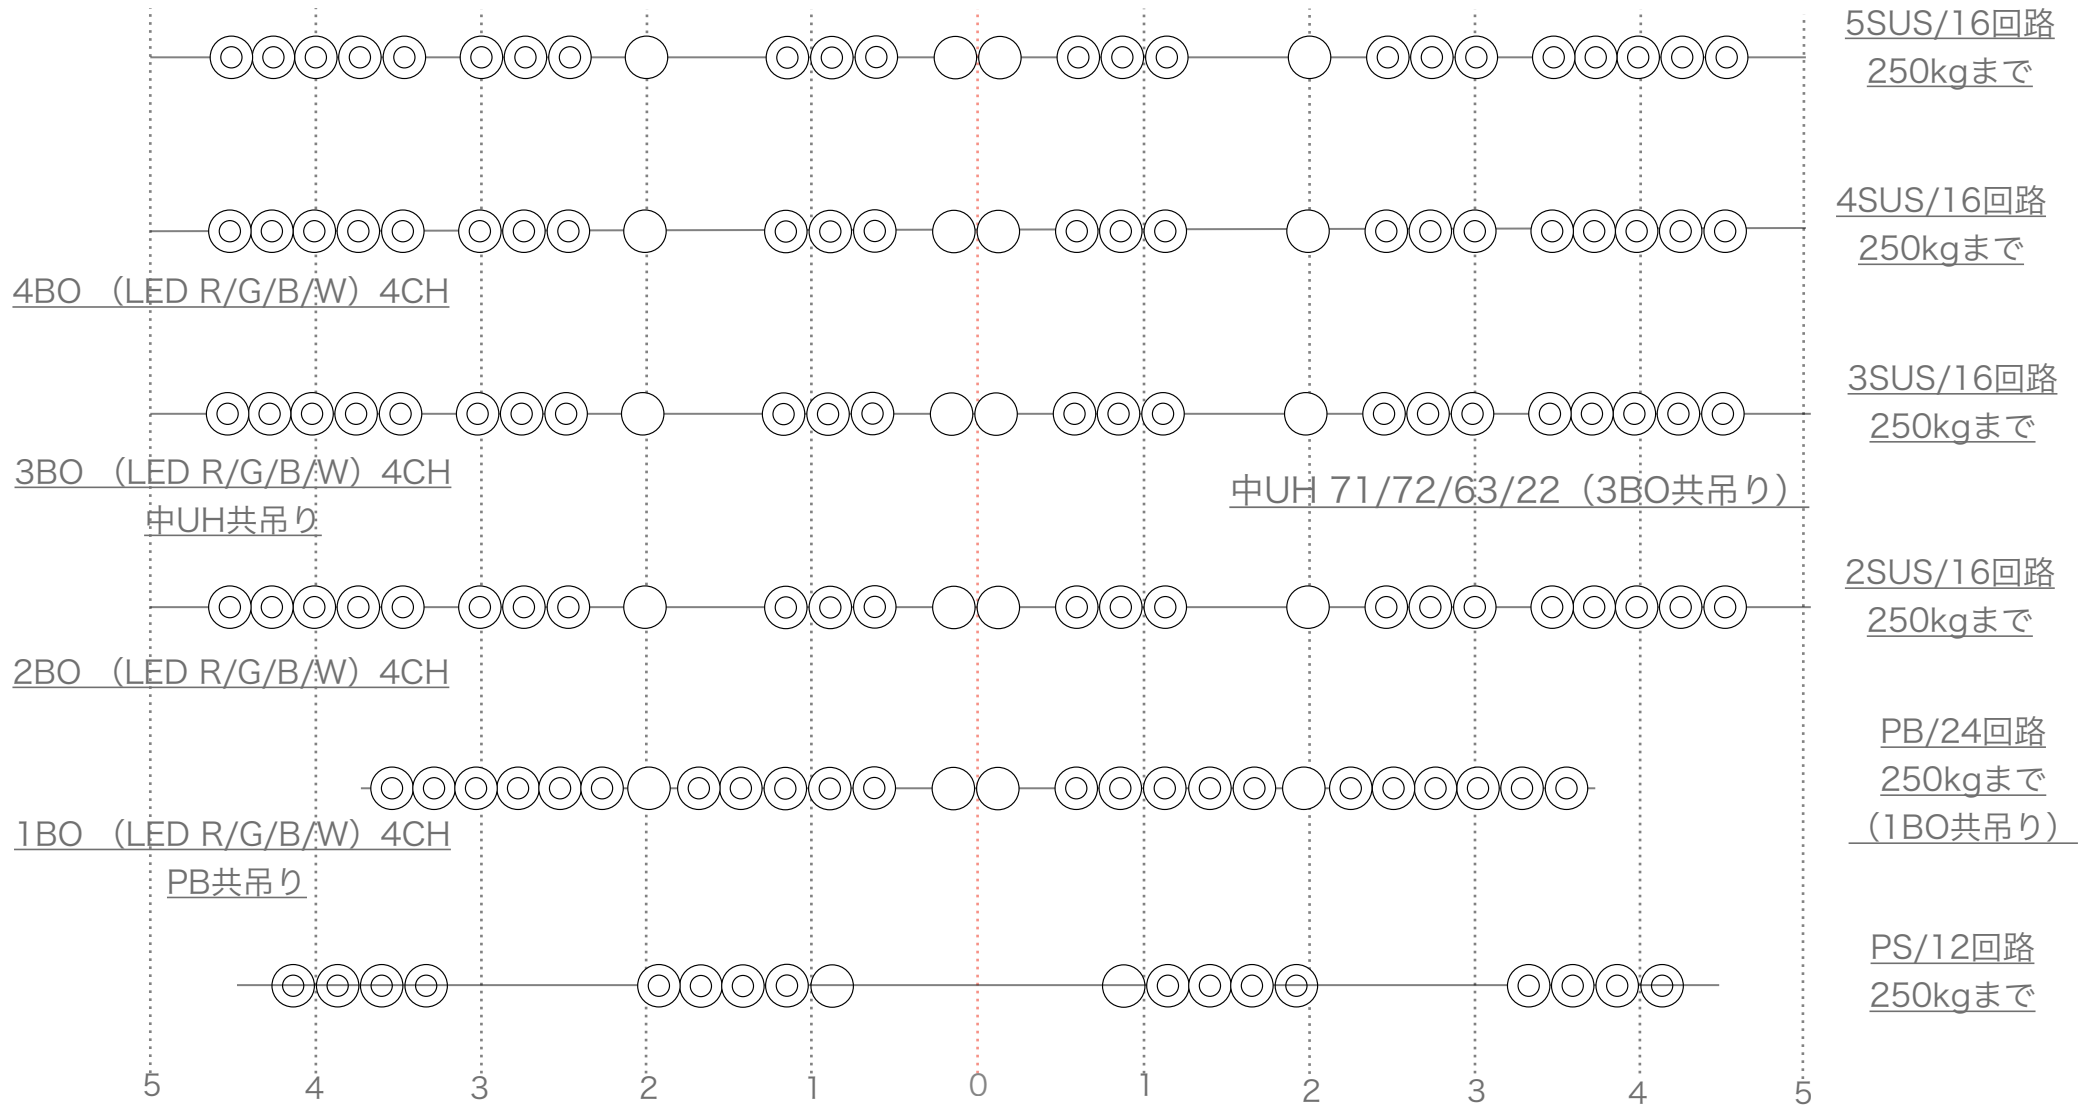 5SUS/16回路
250kgまで
4SUS/16回路
250kgまで
4BO （LED R/G/B/W）4CH
3SUS/16回路
250kgまで
3BO （LED R/G/B/W）4CH
中UH共吊り
中UH 71/72/63/22（3BO共吊り）
2SUS/16回路
250kgまで
2BO （LED R/G/B/W）4CH
PB/24回路
250kgまで
（1BO共吊り）
1BO （LED R/G/B/W）4CH
PB共吊り
PS/12回路
250kgまで
5 4 3 2 1 0 1 2 3 4 5